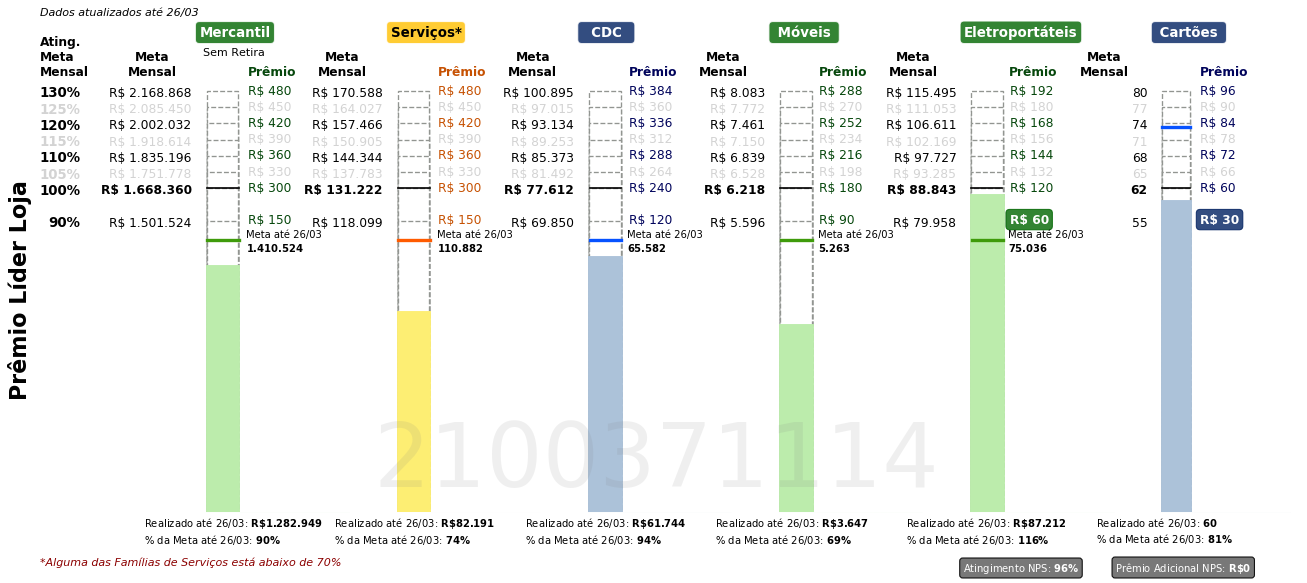 Dados atualizados até 26/03
Mercantil Serviços* CDC Móveis Eletroportáteis Cartões
Sem Retira
Ating. Meta Mensal Meta Mensal Prêmio Meta Mensal Prêmio Meta Mensal Prêmio Meta Mensal Prêmio Meta Mensal Prêmio Meta Mensal Prêmio
130% R$ 2.168.868 R$ 480 R$ 170.588 R$ 480 R$ 100.895 R$ 384 R$ 8.083 R$ 288 R$ 115.495 R$ 192 80 R$ 96
125% R$ 2.085.450 R$ 450 R$ 164.027 R$ 450 R$ 97.015 R$ 360 R$ 7.772 R$ 270 R$ 111.053 R$ 180 77 R$ 90
120% R$ 2.002.032 R$ 420 R$ 157.466 R$ 420 R$ 93.134 R$ 336 R$ 7.461 R$ 252 R$ 106.611 R$ 168 74 R$ 84
115% R$ 1.918.614 R$ 390 R$ 150.905 R$ 390 R$ 89.253 R$ 312 R$ 7.150 R$ 234 R$ 102.169 R$ 156 71 R$ 78
110% R$ 1.835.196 R$ 360 R$ 144.344 R$ 360 R$ 85.373 R$ 288 R$ 6.839 R$ 216 R$ 97.727 R$ 144 68 R$ 72
105% R$ 1.751.778 R$ 330 R$ 137.783 R$ 330 R$ 81.492 R$ 264 R$ 6.528 R$ 198 R$ 93.285 R$ 132 65 R$ 66
100% R$ 1.668.360 R$ 300 R$ 131.222 R$ 300 R$ 77.612 R$ 240 R$ 6.218 R$ 180 R$ 88.843 R$ 120 62 R$ 60
90% R$ 1.501.524 R$ 150 R$ 118.099 R$ 150 R$ 69.850 R$ 120 R$ 5.596 R$ 90 R$ 79.958 R$ 60 55 R$ 30
Meta até 26/03 Meta até 26/03 Meta até 26/03 Meta até 26/03 Meta até 26/03
1.410.524 110.882 65.582 5.263 75.036
Prêmio Líder Loja
2100371114
Realizado até 26/03: R$1.282.949 Realizado até 26/03: R$82.191 Realizado até 26/03: R$61.744 Realizado até 26/03: R$3.647 Realizado até 26/03: R$87.212 Realizado até 26/03: 60
% da Meta até 26/03: 90% % da Meta até 26/03: 74% % da Meta até 26/03: 94% % da Meta até 26/03: 69% % da Meta até 26/03: 116% % da Meta até 26/03: 81%
*Alguma das Famílias de Serviços está abaixo de 70% Atingimento NPS: 96% Prêmio Adicional NPS: R$0